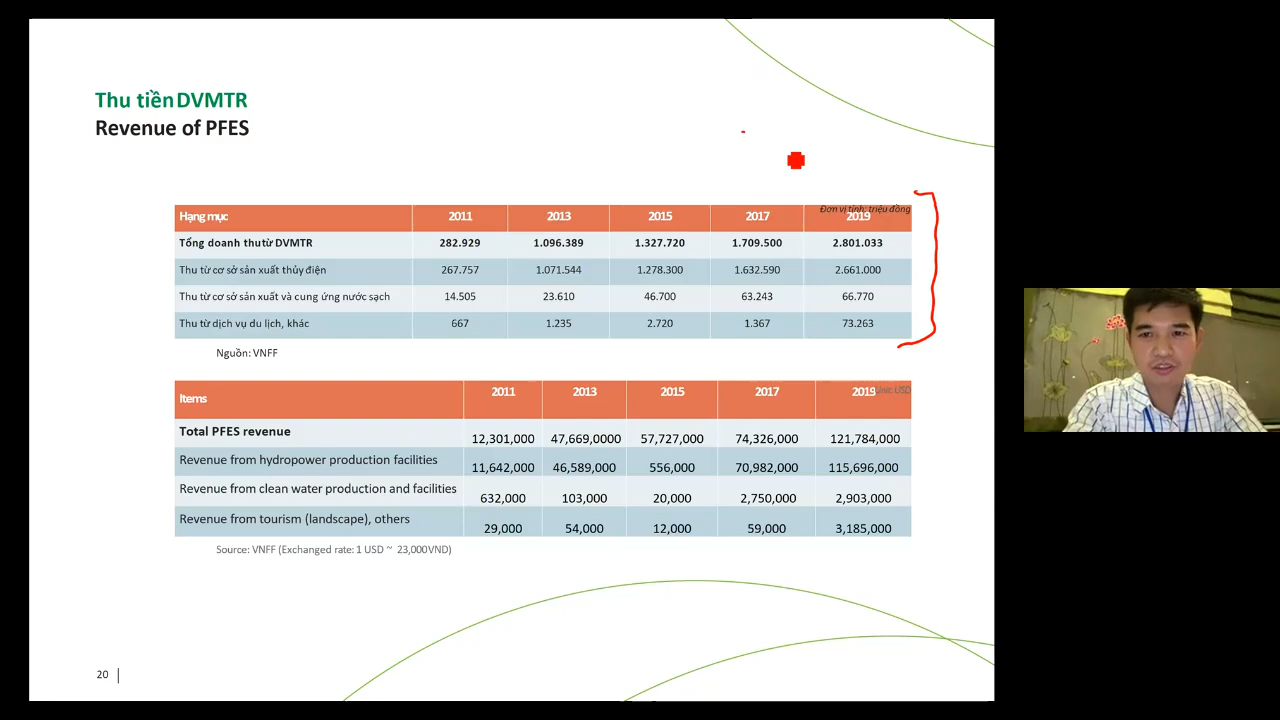 Thu tiền DVMTR
Revenue of PFES
Đơn vị tính: triệu đồng
Hạng mục 2011 2013 2015 2017 2019
Tổng doanh thu từ DVMTR 282.929 1.096.389 1.327.720 1.709.500 2.801.033
Thu từ cơ sở sản xuất thủy điện 267.757 1.071.544 1.278.300 1.632.590 2.661.000
Thu từ cơ sở sản xuất và cung ứng nước sạch 14.505 23.610 46.700 63.243 66.770
Thu từ dịch vụ du lịch, khác 667 1.235 2.720 1.367 73.263
Nguồn: VNFF
Unit: USD
Items 2011 2013 2015 2017 2019
Total PFES revenue 12,301,000 47,669,0000 57,727,000 74,326,000 121,784,000
Revenue from hydropower production facilities 11,642,000 46,589,000 556,000 70,982,000 115,696,000
Revenue from clean water production and facilities 632,000 103,000 20,000 2,750,000 2,903,000
Revenue from tourism (landscape), others 29,000 54,000 12,000 59,000 3,185,000
Source: VNFF (Exchanged rate: 1 USD ~ 23,000VND)
20